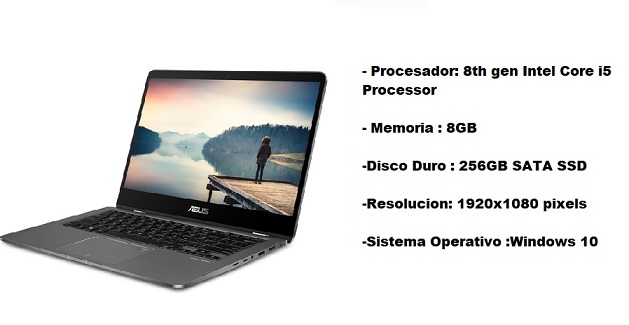 - Procesador: 8th gen Intel Core i5
Processor
- Memoria : 8GB
-Disco Duro : 256GB SATA SSD
-Resolucion: 1920x1080 pixels
-Sistema Operativo :Windows 10
ASUS